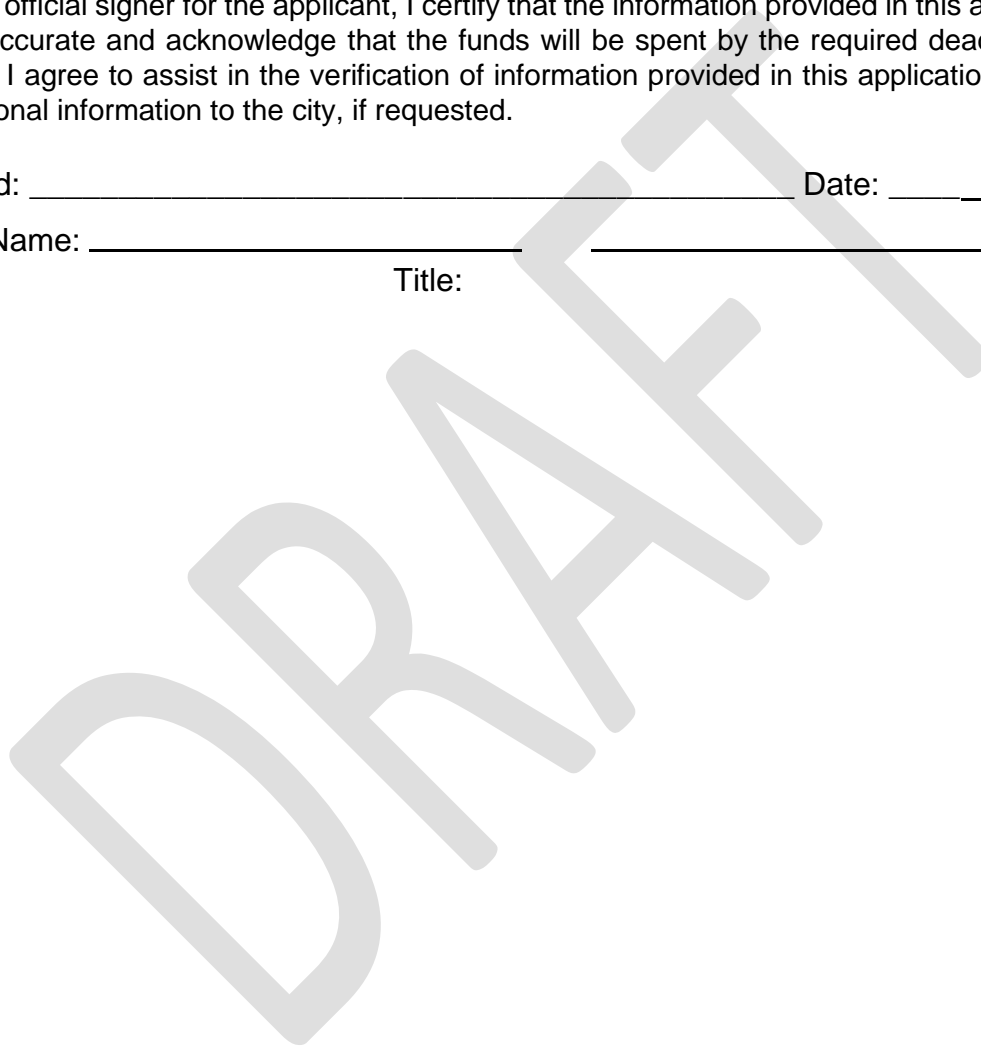 official signer for the applicant, I certify that the information provided in this a
ccurate and acknowledge that the funds will be spent by the required dead
I agree to assist in the verification of information provided in this applicatio
onal information to the city, if requested.
d: ___________________________________________ Date: ____
Name:
Title:
DRAFT